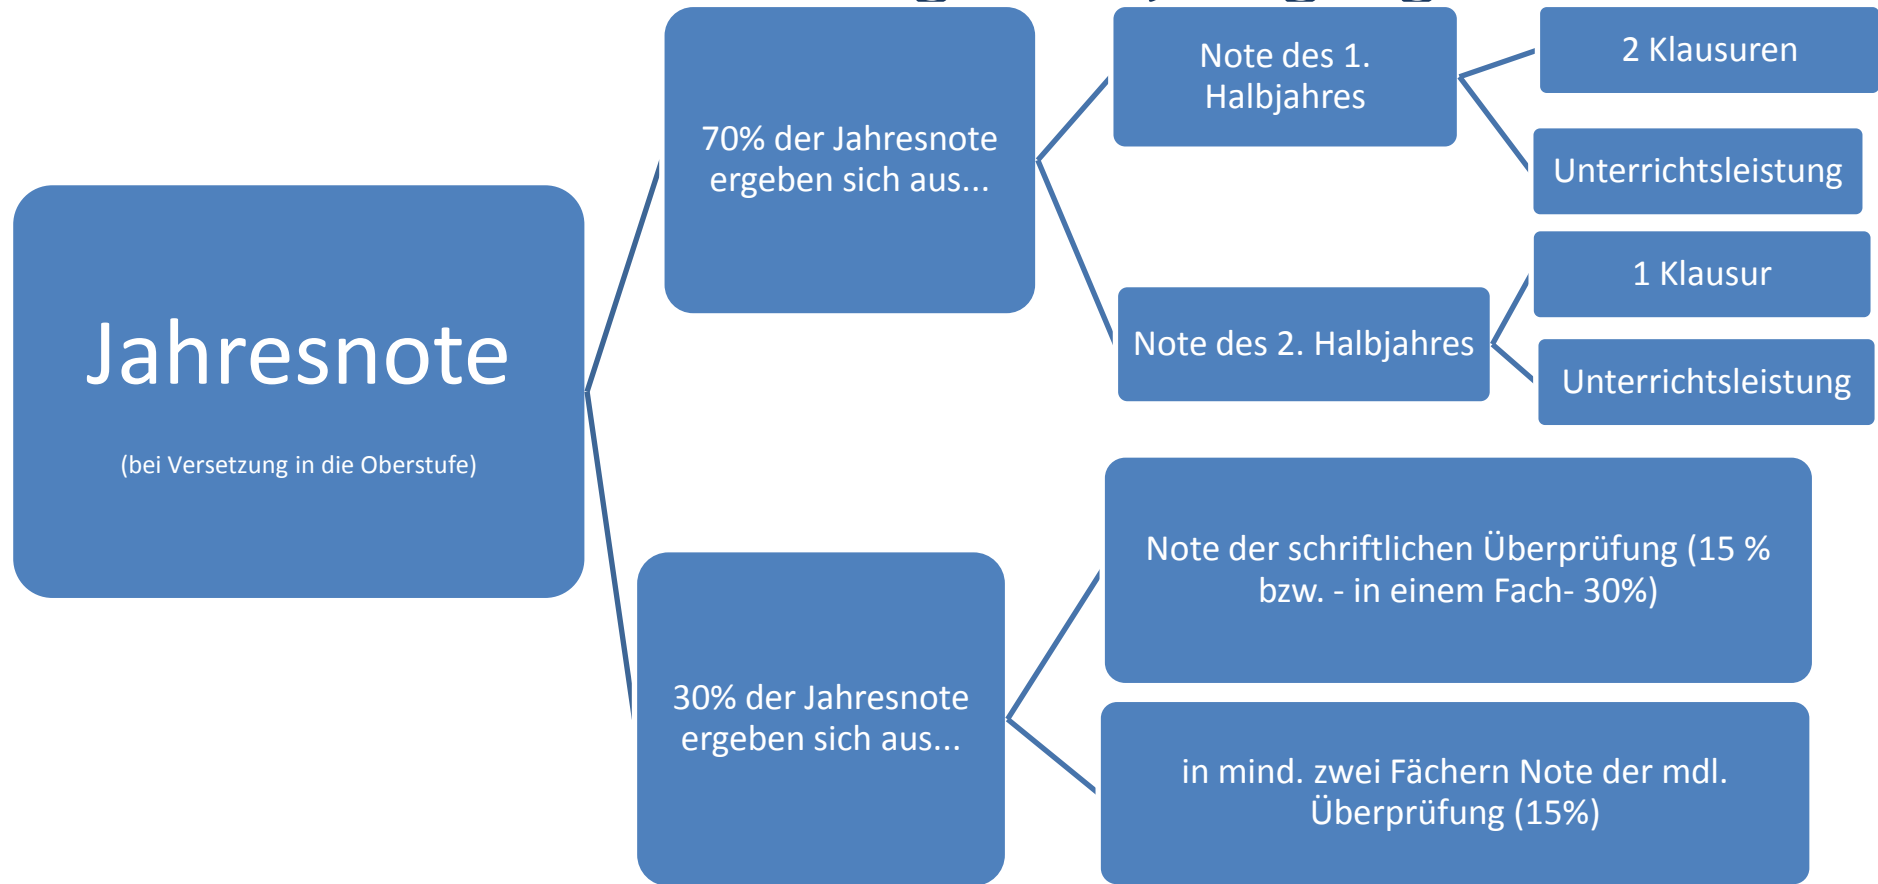 Jahresnote
(bei Versetzung in die Oberstufe)
70% der Jahresnote
ergeben sich aus...
Note des 1.
Halbjahres
2 Klausuren
Unterrichtsleistung
Note des 2. Halbjahres
1 Klausur
Unterrichtsleistung
30% der Jahresnote
ergeben sich aus...
Note der schriftlichen Überprüfung (15 %
bzw. - in einem Fach- 30%)
in mind. zwei Fächern Note der mdl.
Überprüfung (15%)